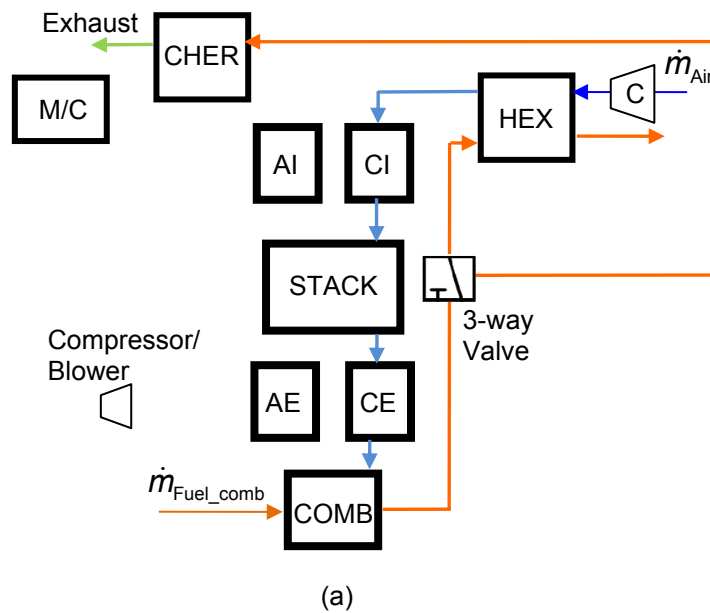 Exhaust
CHER
ṁAir
C
M/C
HEX
AI
CI
STACK
3-way
Valve
Compressor/
Blower
AE
CE
ṁFuel_comb
COMB
(a)